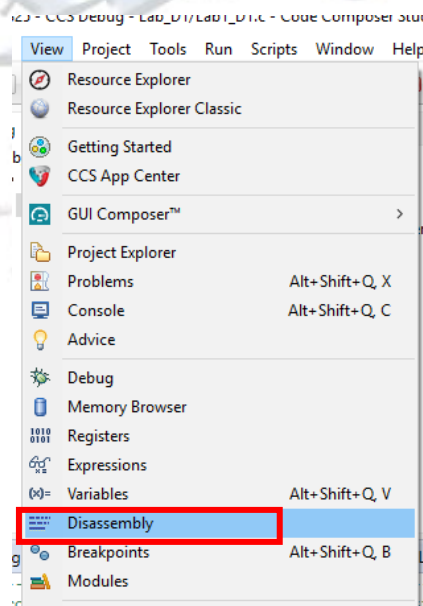 CCS Debug - Lab_D1/Lab1_D1.c - Code Composer Stu
View Project Tools Run Scripts Window Help
Resource Explorer
Resource Explorer Classic
Getting Started
CCS App Center
GUI Composer™ >
Project Explorer
Problems Alt+Shift+Q, X
Console Alt+Shift+Q, C
Advice
Debug
Memory Browser
1010 0101 Registers
Expressions
(x)= Variables Alt+Shift+Q, V
Disassembly
Breakpoints Alt+Shift+Q, B
Modules